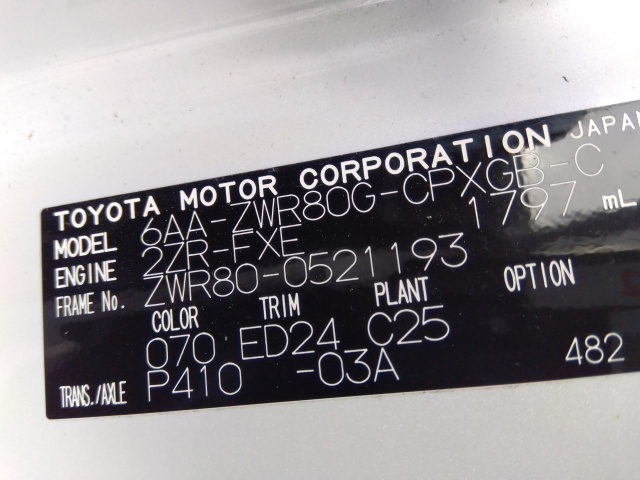 TOYOTA MOTOR CORPORATION JAPAN
MODEL 6AA-ZWR80G-CPXGB-C
ENGINE 2ZR-FXE 1797 mL
FRAME No. ZWR80-0521193
COLOR TRIM PLANT OPTION
070 ED24 C25
TRANS./AXLE P410 -03A 482